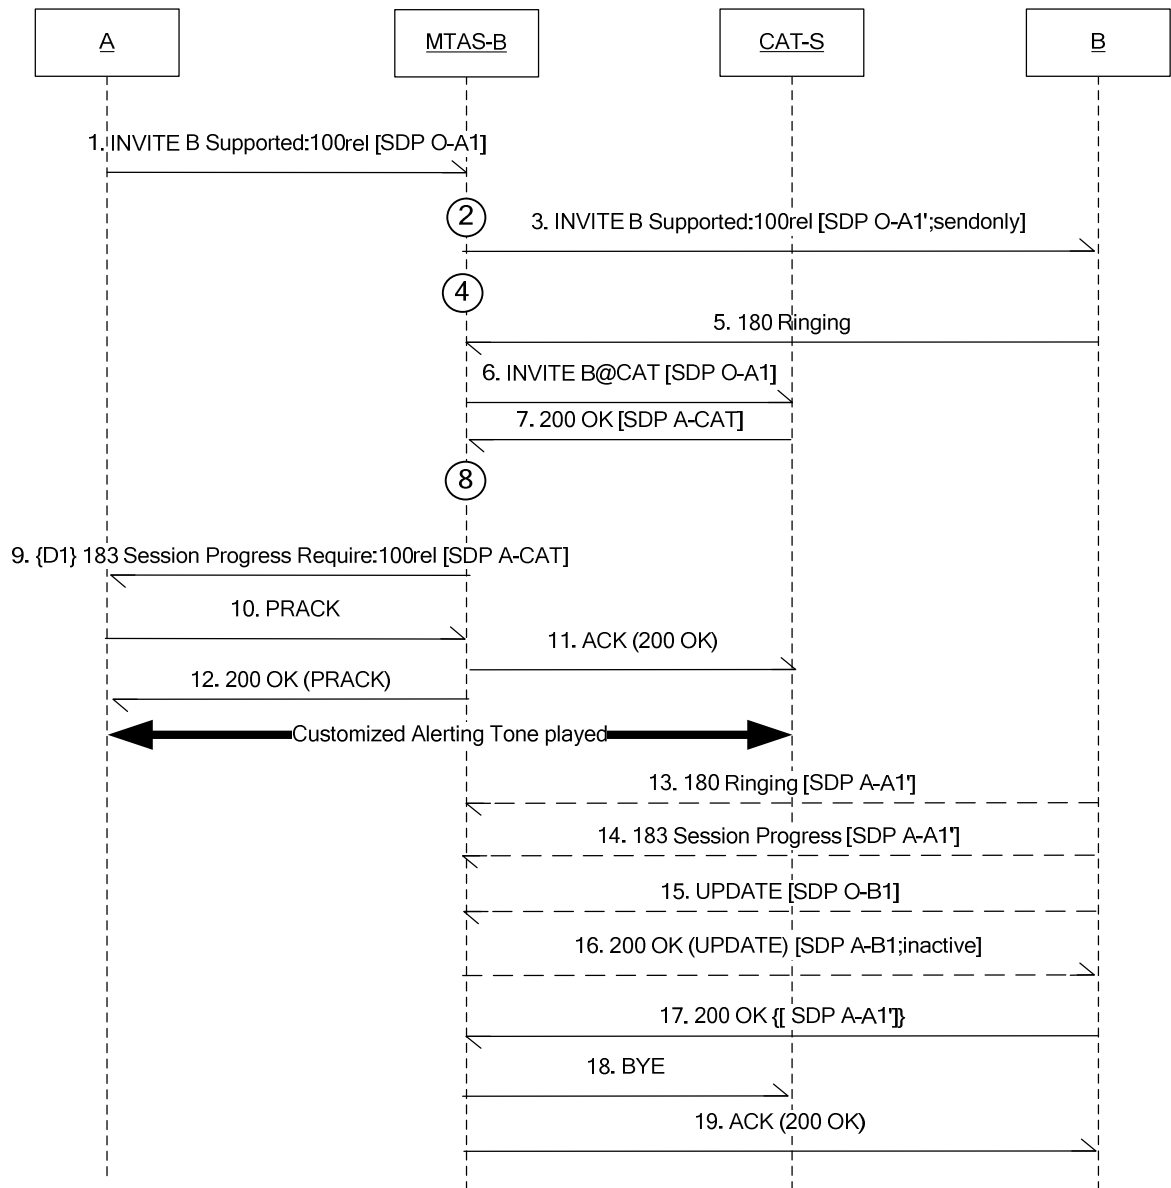 A
MTAS-B
CAT-S
B
1. INVITE B Supported:100rel [SDP O-A1]
2
3. INVITE B Supported:100rel [SDP O-A1';sendonly]
4
5. 180 Ringing
6. INVITE B@CAT [SDP O-A1]
7. 200 OK [SDP A-CAT]
8
9. {D1} 183 Session Progress Require:100rel [SDP A-CAT]
10. PRACK
11. ACK (200 OK)
12. 200 OK (PRACK)
Customized Alerting Tone played
13. 180 Ringing [SDP A-A1']
14. 183 Session Progress [SDP A-A1']
15. UPDATE [SDP O-B1]
16. 200 OK (UPDATE) [SDP A-B1;inactive]
17. 200 OK {[ SDP A-A1']}
18. BYE
19. ACK (200 OK)